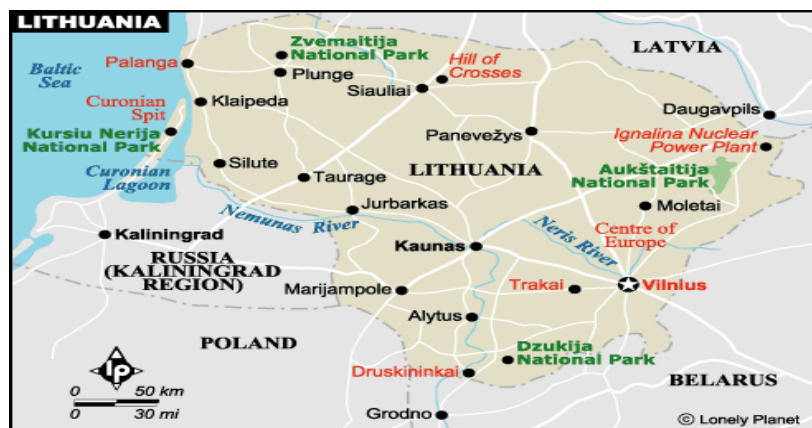 LITHUANIA
LATVIA
Zvemaitija
National Park
Palanga
Baltic
Sea
Plunge
Hill of
Crosses
Siauliai
Curonian
Spit
Klaipeda
Daugavpils
Kursiu Nerija
National Park
Panevežys
Ignalina Nuclear
Power Plant
Silute
LITHUANIA
Aukštaitija
National Park
Curonian
Lagoon
Taurage
Jurbarkas
Moletai
Nemunas River
Kaliningrad
Kaunas
Neris River
Centre of
Europe
RUSSIA
(KALININGRAD
REGION)
Marijampole
Trakai
Vilnius
Alytus
POLAND
Dzukija
National Park
Druskininkai
lp
0 50 km
0 30 mi
BELARUS
Grodno
© Lonely Planet